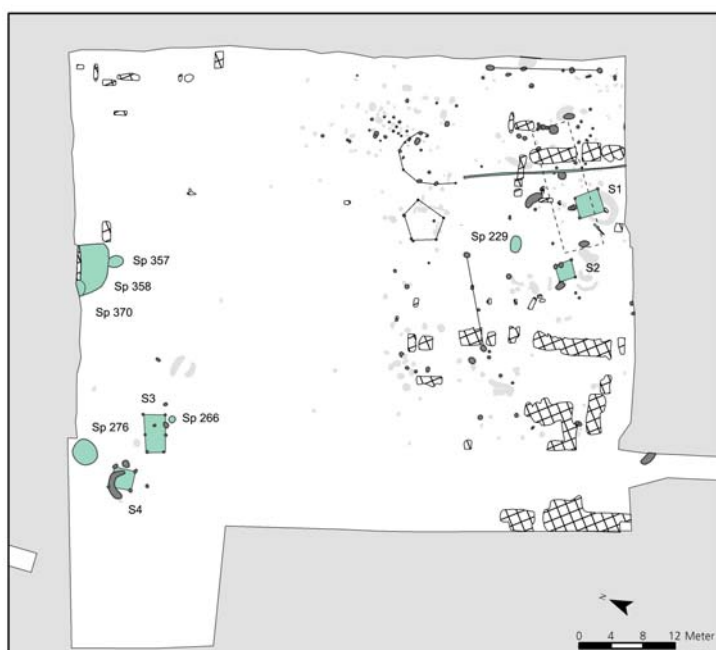 S1
Sp 229
S2
Sp 357
Sp 358
Sp 370
S3
Sp 266
Sp 276
S4
N
0 4 8 12 Meter